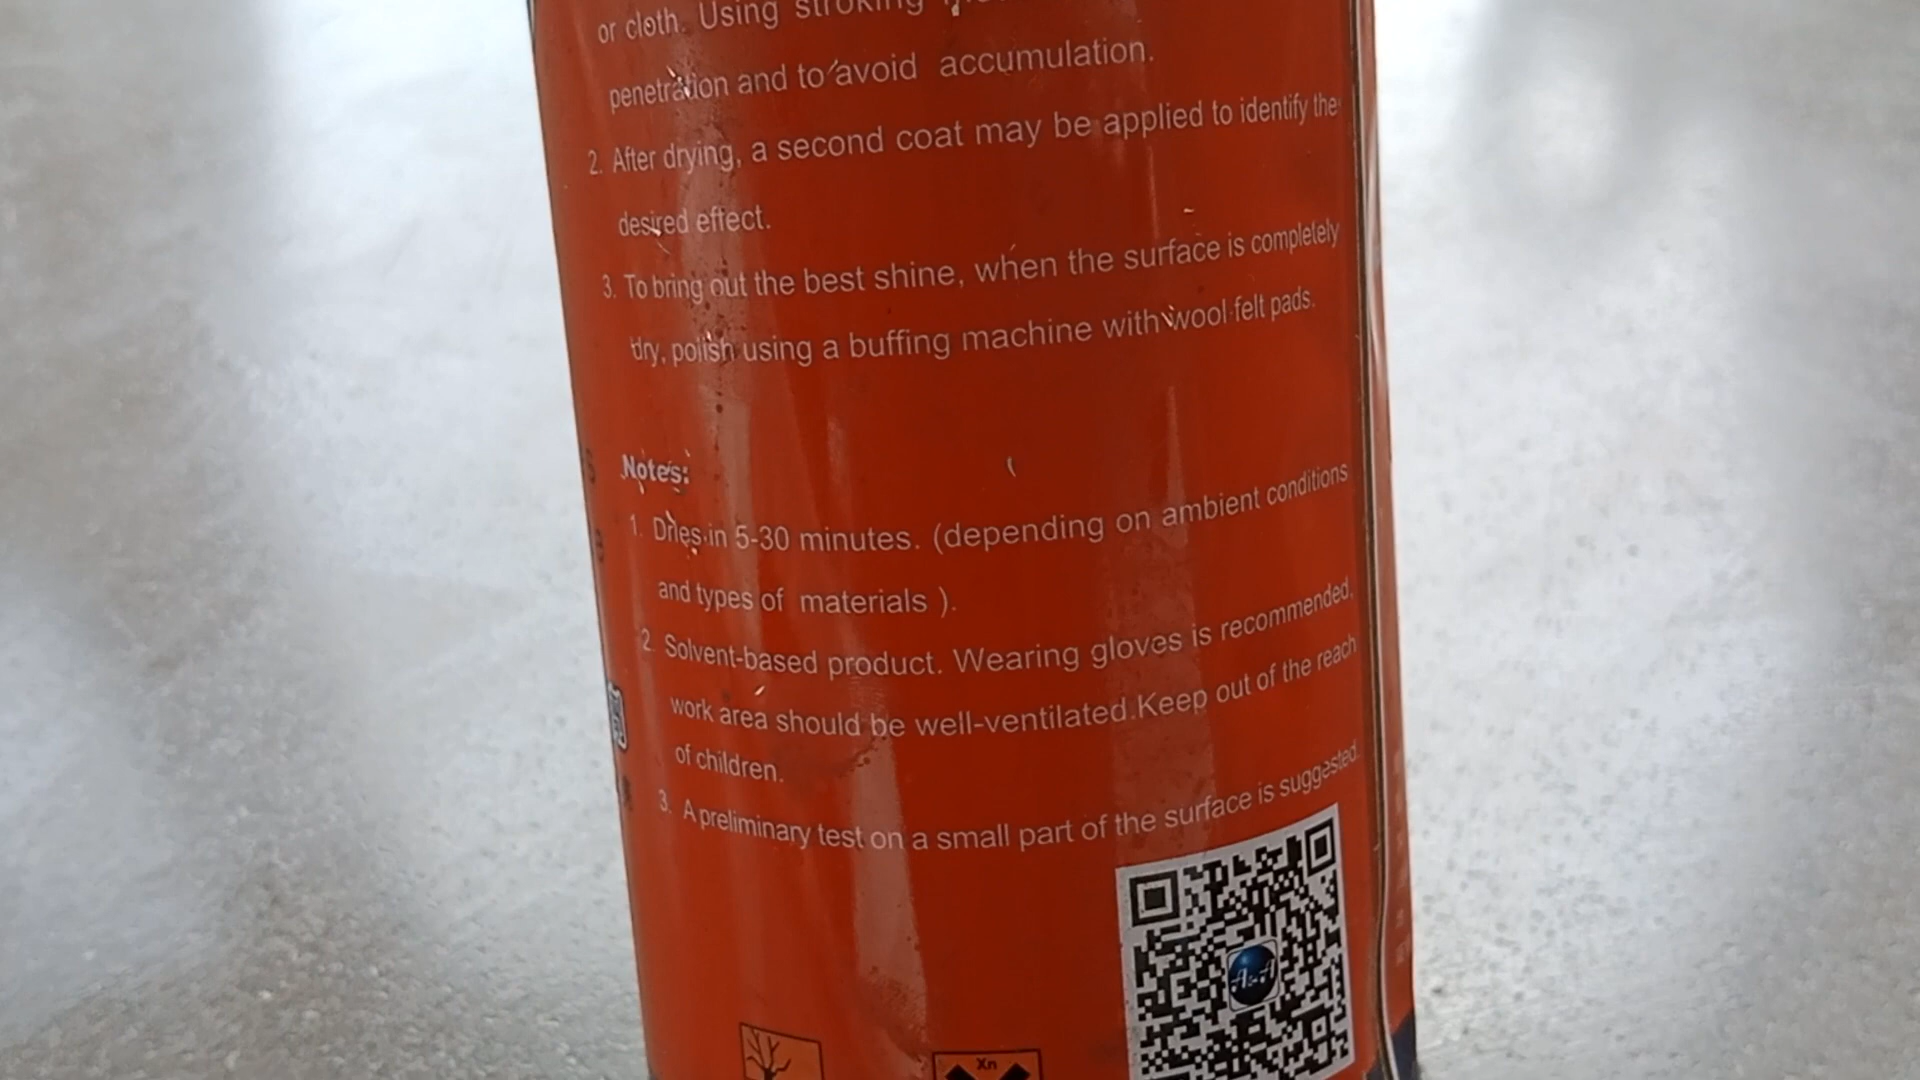 or cloth. Using stroking
penetration and to avoid accumulation.
2. After drying, a second coat may be applied to identify the
desired effect.
3. To bring out the best shine, when the surface is completely
dry, polish using a buffing machine with wool felt pads.
Notes:
1. Dries in 5-30 minutes. (depending on ambient conditions
and types of materials ).
2. Solvent-based product. Wearing gloves is recommended,
work area should be well-ventilated.Keep out of the reach
of children.
3. A preliminary test on a small part of the surface is suggested.
Xn